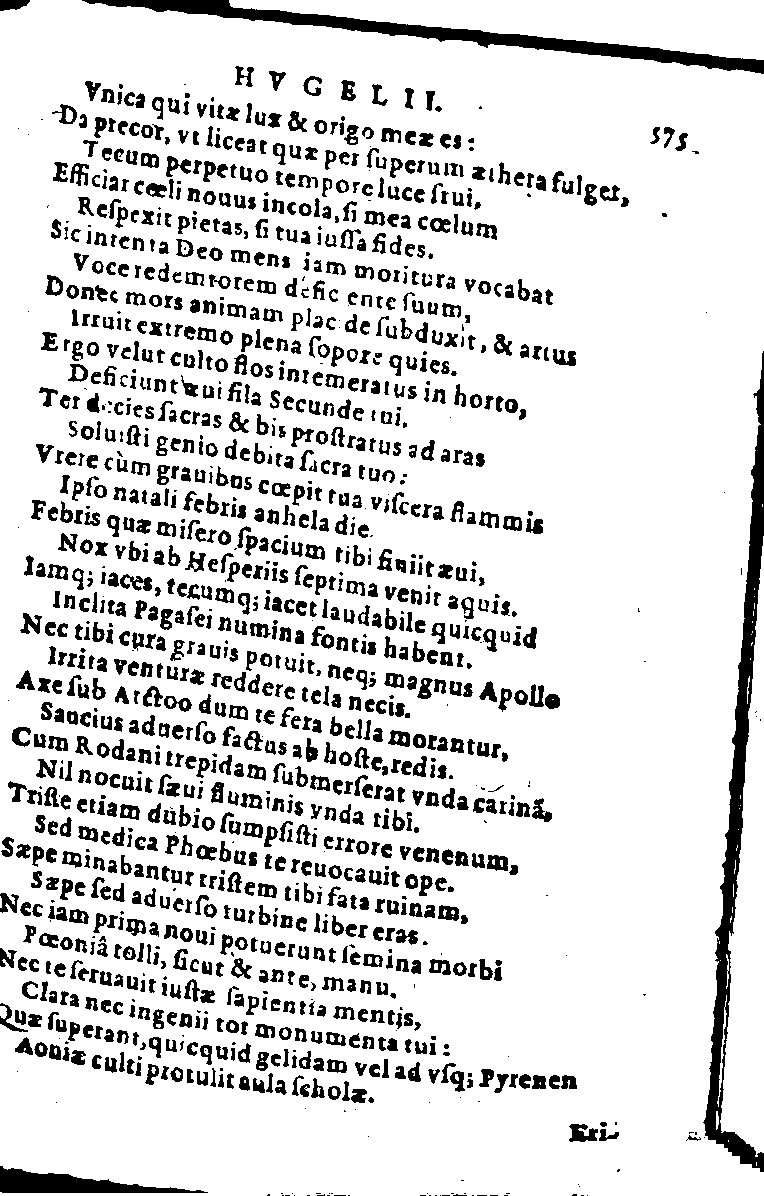 HVGELII.
575.
Vnica qui vitæ lux & origo meæ es:
Da precor, vt liceat quæ per ſuperum æthera fulget,
Tecum perpetuo tempore luce frui,
Efficiar cœli nouus incola, ſi mea cœlum
Reſpexit pietas, ſi tua iuſſa fides.
Sic intenta Deo mens iam moritura vocabat
Voce redemtorem deficiente ſuum,
Donec mors animam placide ſubduxit, & artus
Irruit extremo plena ſopore quies.
Ergo velut culto flos intemeratus in horto,
Deficiunt æui fila Secunde tui.
Ter decies ſacras & bis proſtratus ad aras
Soluiſti genio debita ſacra tuo:
Vrere cùm grauibus cœpit tua viſcera flammis
Ipſo natali febris anhela die.
Febris quæ miſero ſpacium tibi finiit æui,
Nox vbi ab Heſperiis ſeptima venit aquis.
Iamq; iaces, tecumq; iacet laudabile quicquid
Inclita Pagaſei numina fontis habent.
Nec tibi cura grauis potuit, neq; magnus Apollo
Irrita venturæ reddere tela necis.
Axe ſub Arctoo dum te fera bella morantur,
Saucius aduerſo factus ab hoſte, redis.
Cum Rodani trepidam ſubmerſerat vnda carinã,
Nil nocuit ſæui fluminis vnda tibi.
Triſte etiam dubio ſumpſiſti errore venenum,
Sed medica Phœbus te reuocauit ope.
Sæpe minabantur triſtem tibi fata ruinam,
Sæpe ſed aduerſo turbine liber eras.
Nec iam prima noui potuerunt ſemina morbi
Pœoniâ tolli, ſicut & ante, manu.
Nec te ſeruauit iuſtæ ſapientia mentis,
Clara nec ingenii tot monumenta tui:
Quæ ſuperant, quicquid gelidam vel ad vſq; Pyrenen
Aoniæ culti protulit aula ſcholæ.
Eri-